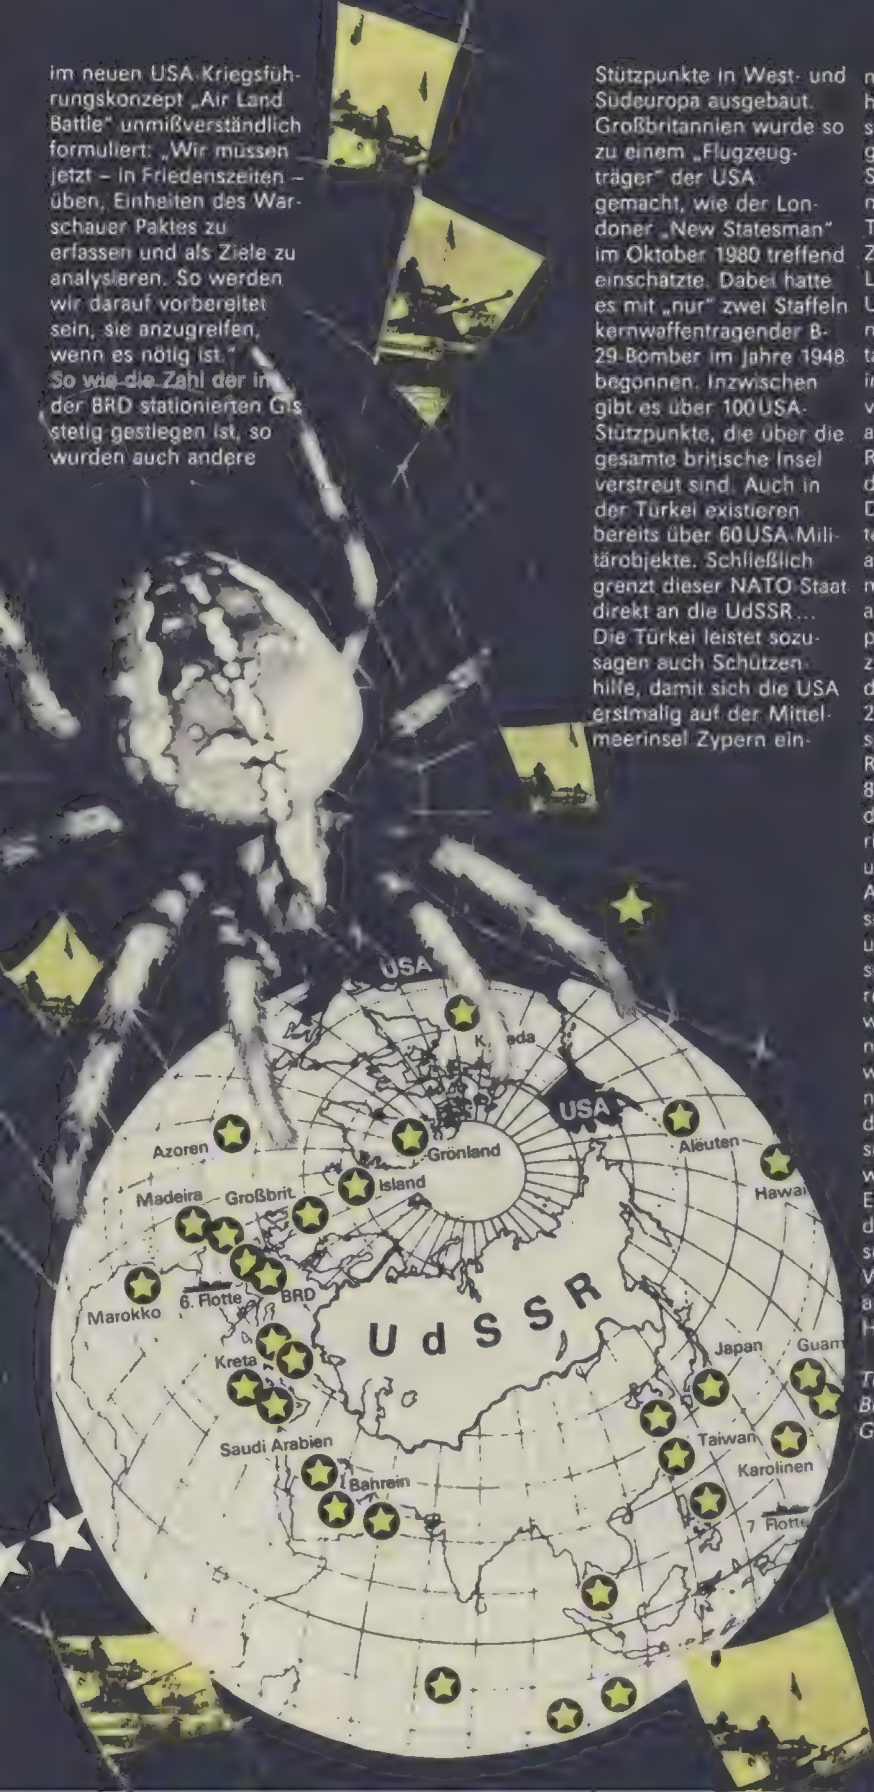 im neuen USA-Kriegsfüh-
rungskonzept „Air Land
Battle" unmißverständlich
formuliert: „Wir müssen
jetzt – in Friedenszeiten –
üben, Einheiten des War-
schauer Paktes zu
erfassen und als Ziele zu
analysieren. So werden
wir darauf vorbereitet
sein, sie anzugreifen,
wenn es nötig ist."
So wie die Zahl der in
der BRD stationierten GIs
stetig gestiegen ist, so
wurden auch andere
Stützpunkte in West- und
Südeuropa ausgebaut.
Großbritannien wurde so
zu einem „Flugzeug-
träger" der USA
gemacht, wie der Lon-
doner „New Statesman"
im Oktober 1980 treffend
einschätzte. Dabei hatte
es mit „nur" zwei Staffeln
kernwaffentragender B-
29-Bomber im Jahre 1948
begonnen. Inzwischen
gibt es über 100 USA-
Stützpunkte, die über die
gesamte britische Insel
verstreut sind. Auch in
der Türkei existieren
bereits über 60 USA-Mili-
tärobjekte. Schließlich
grenzt dieser NATO-Staat
direkt an die UdSSR...
Die Türkei leistet sozu-
sagen auch Schützen-
hilfe, damit sich die USA
erstmalig auf der Mittel-
meerinsel Zypern ein-
USA
K ada
USA
Azoren
Grönland
Aleuten
Island
Hawai
Madeira
Großbrit.
6. Flotte
BRD
Marokko
UdSSR
Kreta
Japan
Guam
Saudi Arabien
Taiwan
Karolinen
Bahrein
7. Flotte